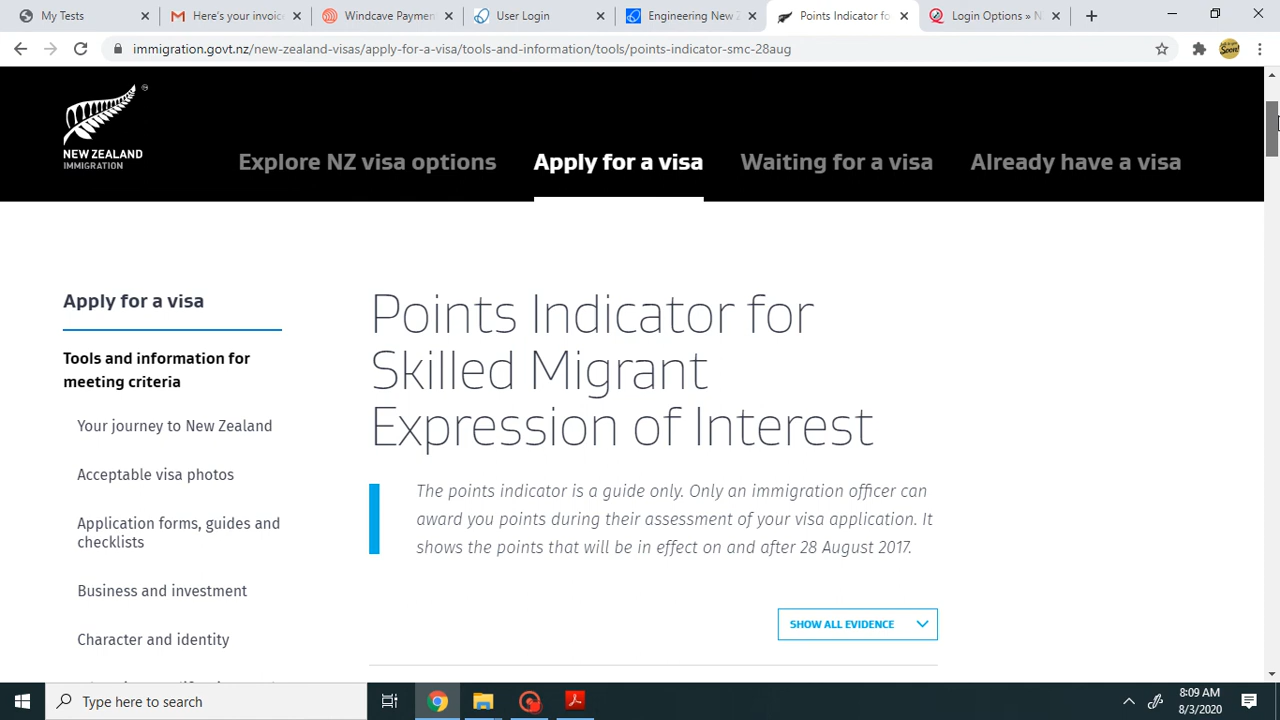 My Tests
Here's your invoic
Windcave Paymen
User Login
Engineering New Z
Points Indicator fo
Login Options » N
immigration.govt.nz/new-zealand-visas/apply-for-a-visa/tools-and-information/tools/points-indicator-smc-28aug
NEW ZEALAND
IMMIGRATION
Explore NZ visa options
Apply for a visa
Waiting for a visa
Already have a visa
Apply for a visa
Tools and information for
meeting criteria
Your journey to New Zealand
Acceptable visa photos
Application forms, guides and
checklists
Business and investment
Character and identity
Points Indicator for
Skilled Migrant
Expression of Interest
The points indicator is a guide only. Only an immigration officer can
award you points during their assessment of your visa application. It
shows the points that will be in effect on and after 28 August 2017.
SHOW ALL EVIDENCE
Type here to search
8:09 AM
8/3/2020